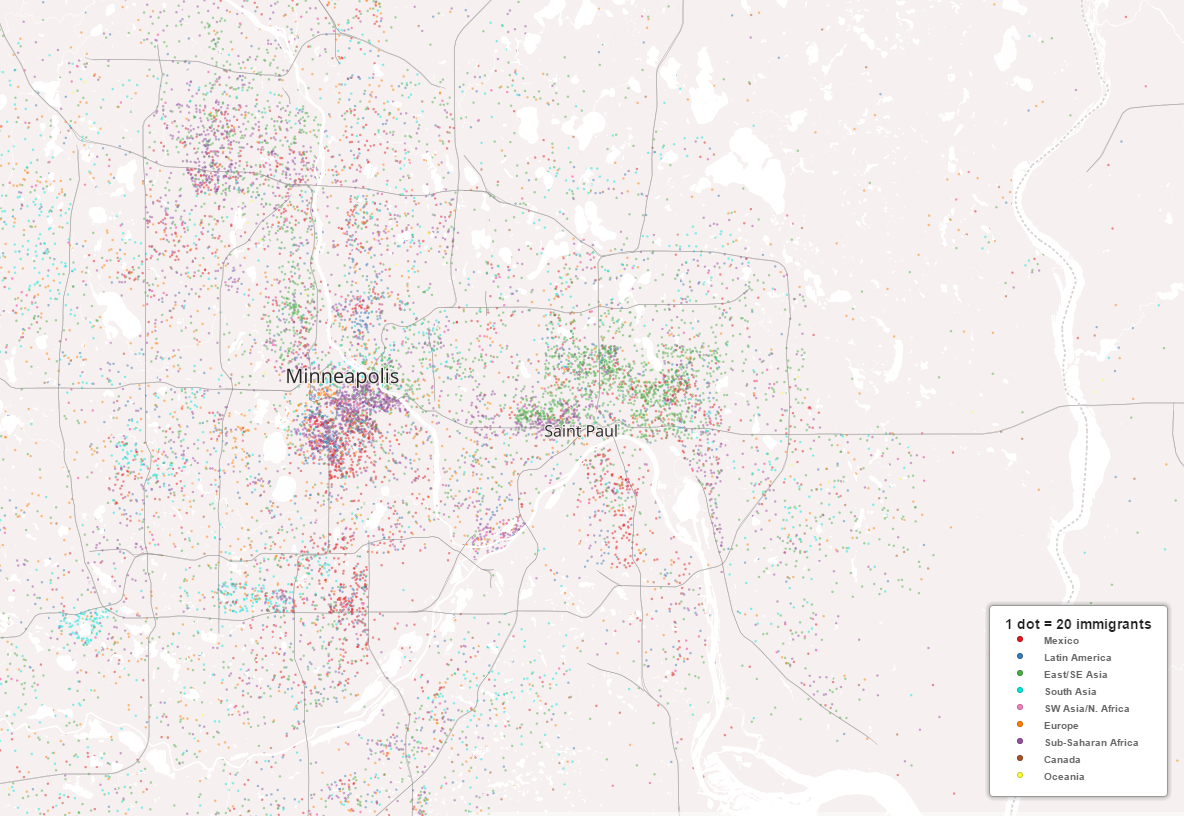 Minneapolis
Saint Paul
1 dot = 20 immigrants
Mexico
Latin America
East/SE Asia
South Asia
SW Asia/N. Africa
Europe
Sub-Saharan Africa
Canada
Oceania